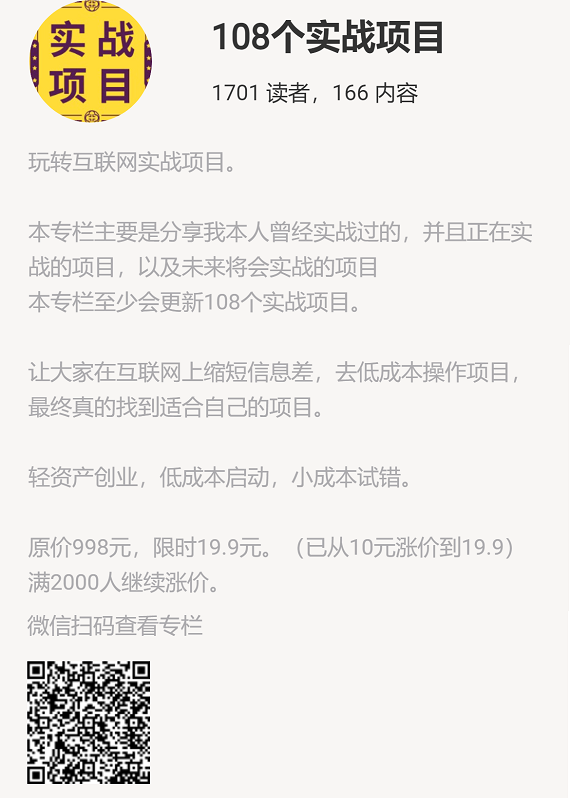 实战
项目
108个实战项目
1701 读者，166 内容
玩转互联网实战项目。
本专栏主要是分享我本人曾经实战过的，并且正在实
战的项目，以及未来将会实战的项目
本专栏至少会更新108个实战项目。
让大家在互联网上缩短信息差，去低成本操作项目，
最终真的找到适合自己的项目。
轻资产创业，低成本启动，小成本试错。
原价998元，限时19.9元。（已从10元涨价到19.9）
满2000人继续涨价。
微信扫码查看专栏